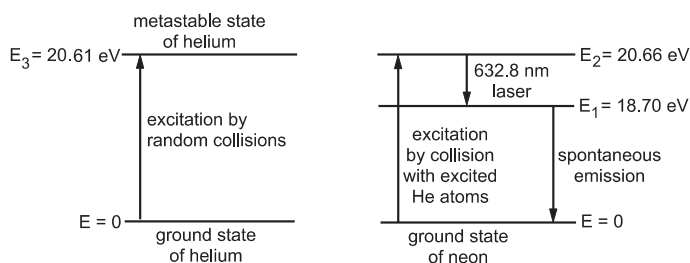 metastable state
of helium
E₃ = 20.61 eV
excitation by
random collisions
E = 0
ground state
of helium
E₂ = 20.66 eV
632.8 nm
laser
E₁ = 18.70 eV
excitation
by collision
with excited
He atoms
spontaneous
emission
E = 0
ground state
of neon